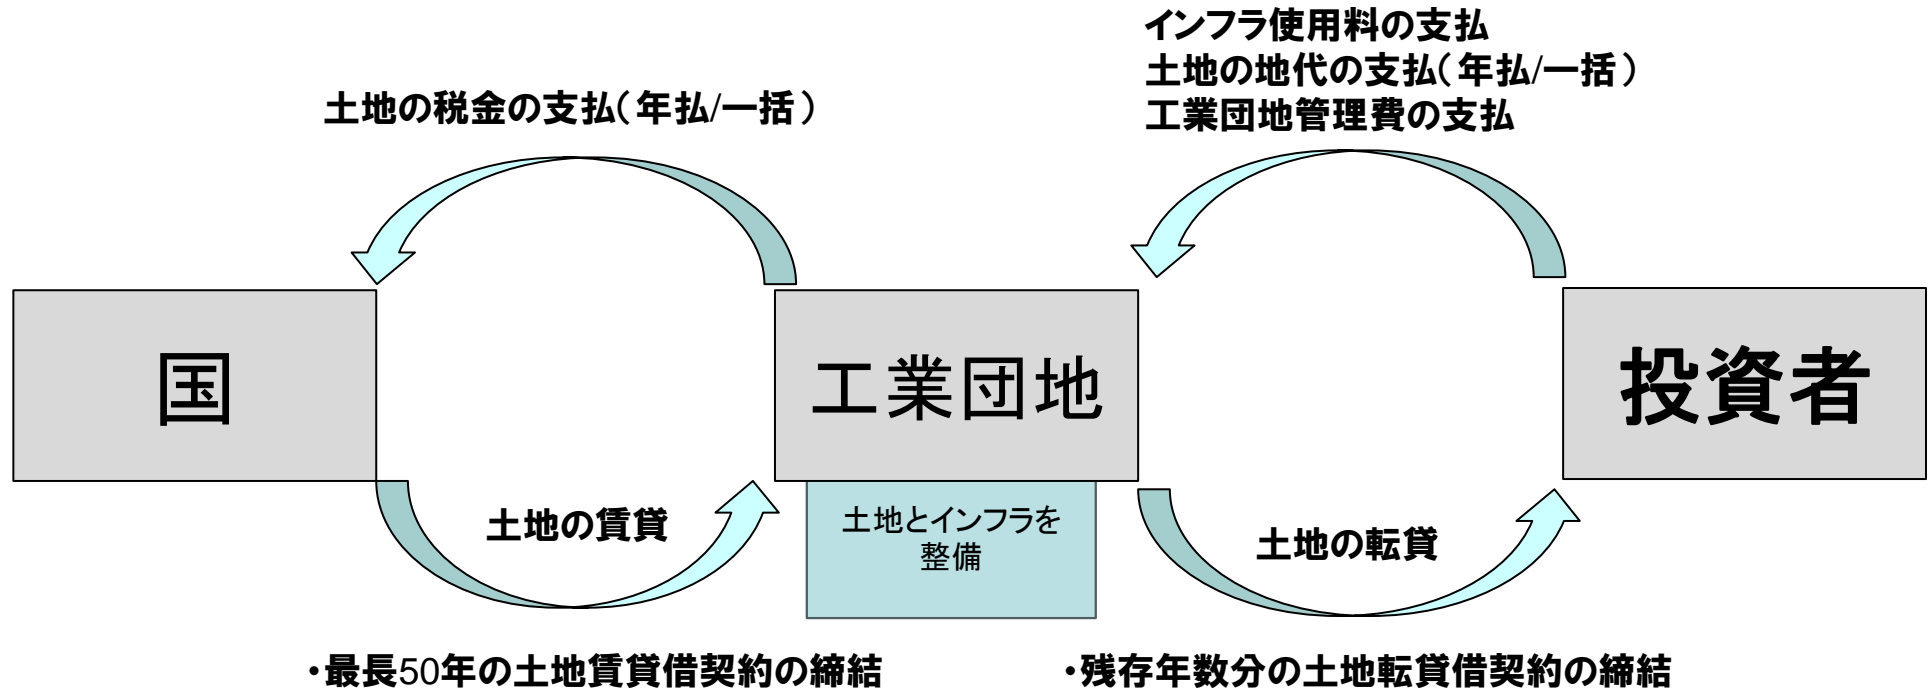 インフラ使用料の支払
土地の地代の支払(年払/一括)
工業団地管理費の支払
土地の税金の支払(年払/一括)
国
工業団地
投資者
土地の賃貸
土地とインフラを
整備
土地の転貸
・最長50年の土地賃貸借契約の締結
・残存年数分の土地転貸借契約の締結